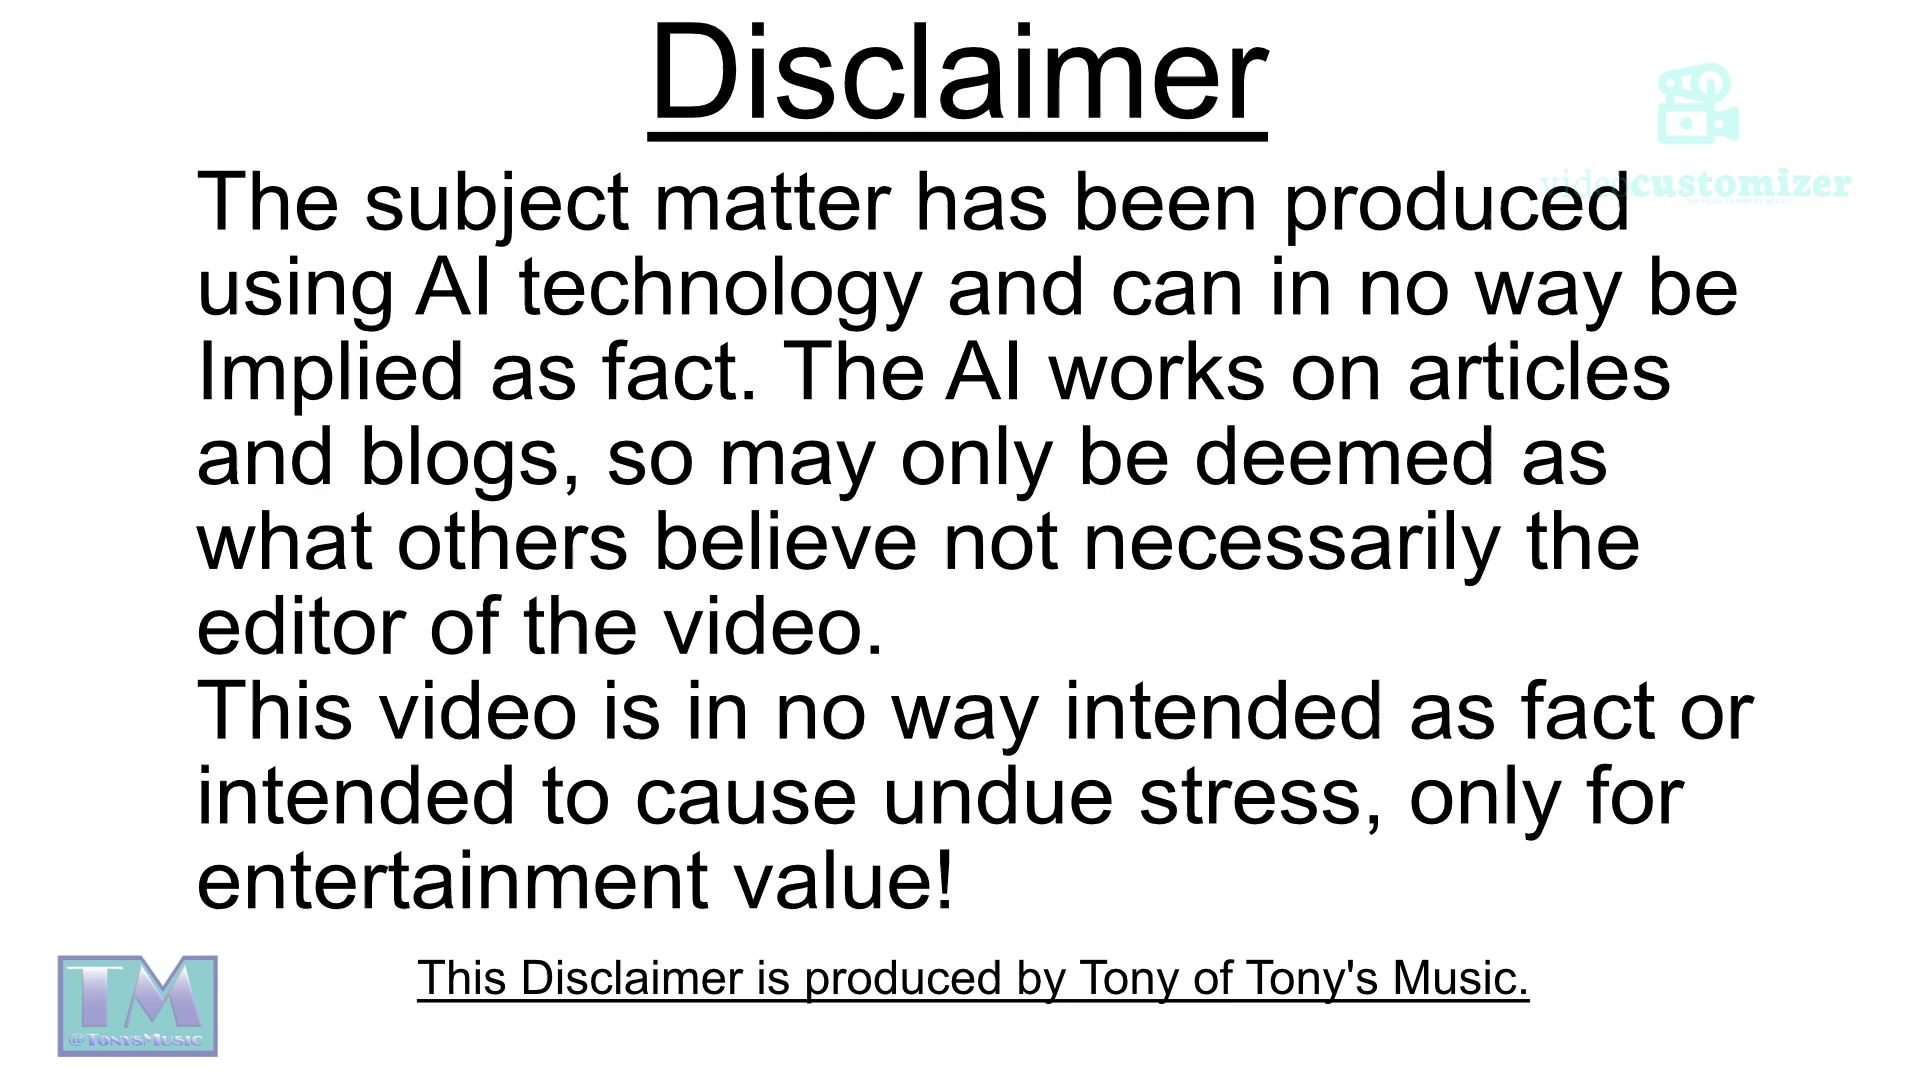 Disclaimer
videocustomizer
The subject matter has been produced
using AI technology and can in no way be
Implied as fact. The AI works on articles
and blogs, so may only be deemed as
what others believe not necessarily the
editor of the video.
This video is in no way intended as fact or
intended to cause undue stress, only for
entertainment value!
This Disclaimer is produced by Tony of Tony's Music.
TM
@TonysMusic